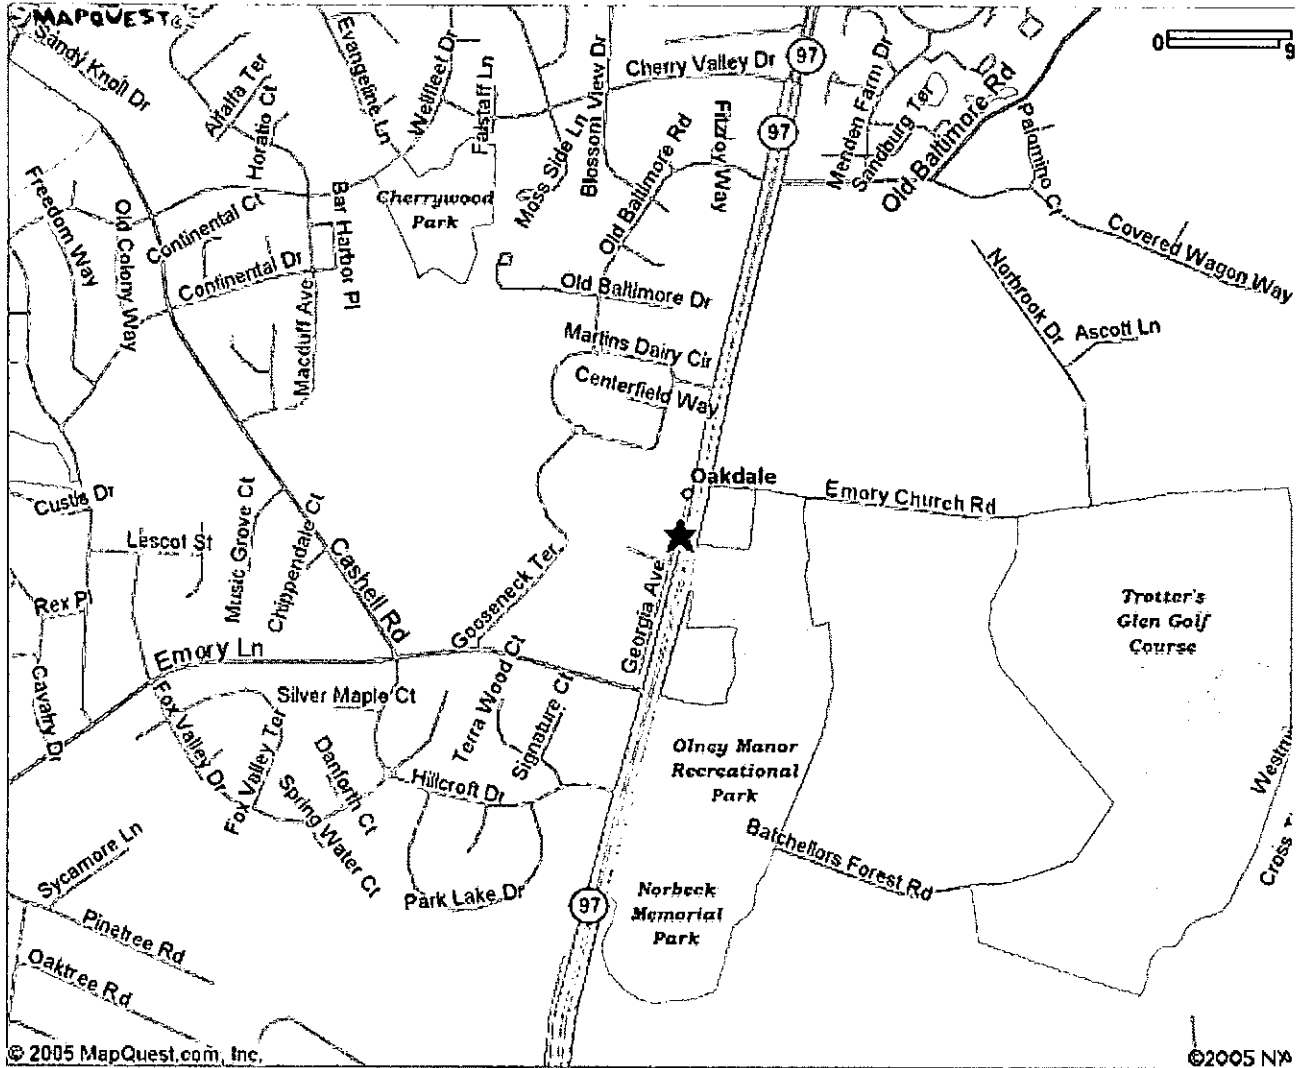 MAPQUEST
0
9
Sandy Knoll Dr
Alfalfa Ter
Horatio Ct
Evangeline Ln
Wellfleet Dr
Falstaff Ln
Moss Side Ln
Blossom View Dr
Cherry Valley Dr
97
97
Fitzroy Way
Old Baltimore Rd
Menden Farm Dr
Sandburg Ter
Old Baltimore Rd
Palomino Ct
Covered Wagon Way
Freedom Way
Old Colony Way
Continental Ct
Continental Dr
Macduff Ave
Bar Harbor Pl
Cherrywood
Park
Old Baltimore Dr
Martins Dairy Cir
Centerfield Way
Norbrook Dr
Ascott Ln
Oakdale
Emory Church Rd
Custis Dr
Lescot St
Music Grove Ct
Chippendale Ct
Cashell Rd
Gooseneck Ter
Georgia Ave
Rex Pl
Emory Ln
Cavalry Dr
Fox Valley Dr
Fox Valley Ter
Silver Maple Ct
Danforth Ct
Spring Water Ct
Terra Wood Ct
Signature Ct
Hillcroft Dr
Park Lake Dr
Trotter's
Glen Golf
Course
Olney Manor
Recreational
Park
Batchellors Forest Rd
Norbeck
Memorial
Park
97
Westm
Cross
Sycamore Ln
Pinetree Rd
Oaktree Rd
© 2005 MapQuest.com, Inc.
©2005 NA